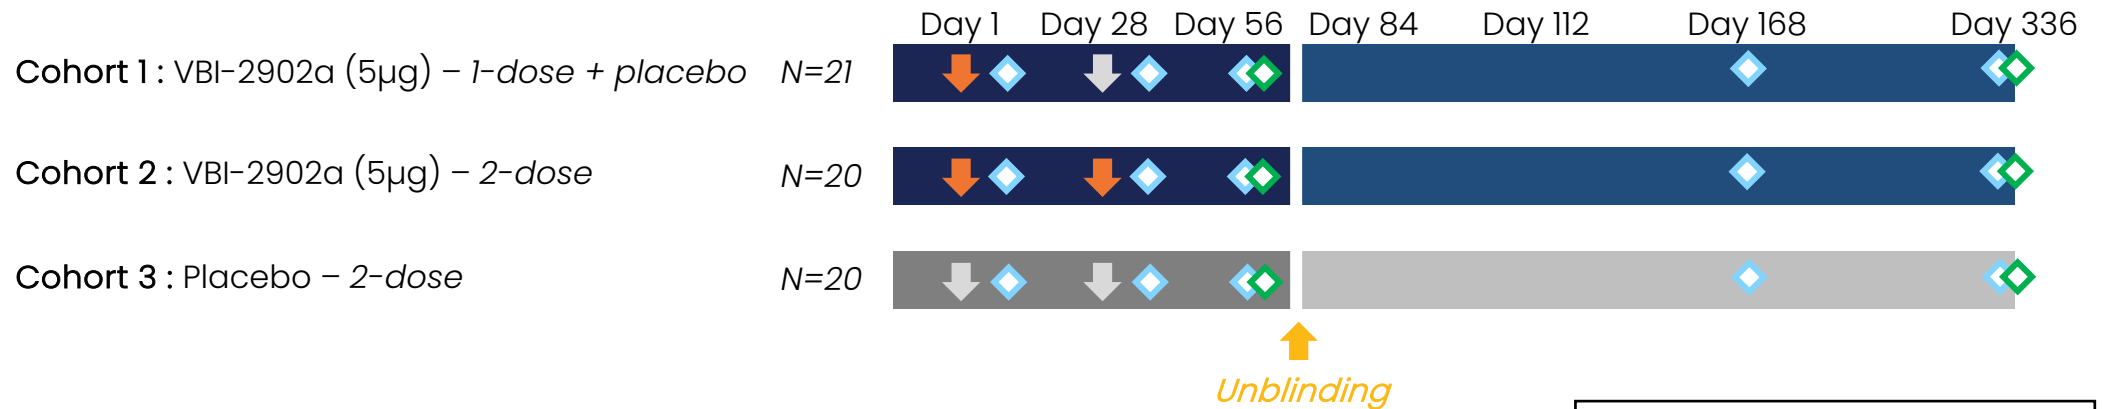 Day 1 Day 28 Day 56 Day 84 Day 112 Day 168 Day 336
Cohort 1 : VBI-2902a (5µg) – 1-dose + placebo N=21
Cohort 2 : VBI-2902a (5µg) – 2-dose N=20
Cohort 3 : Placebo – 2-dose N=20
Unblinding